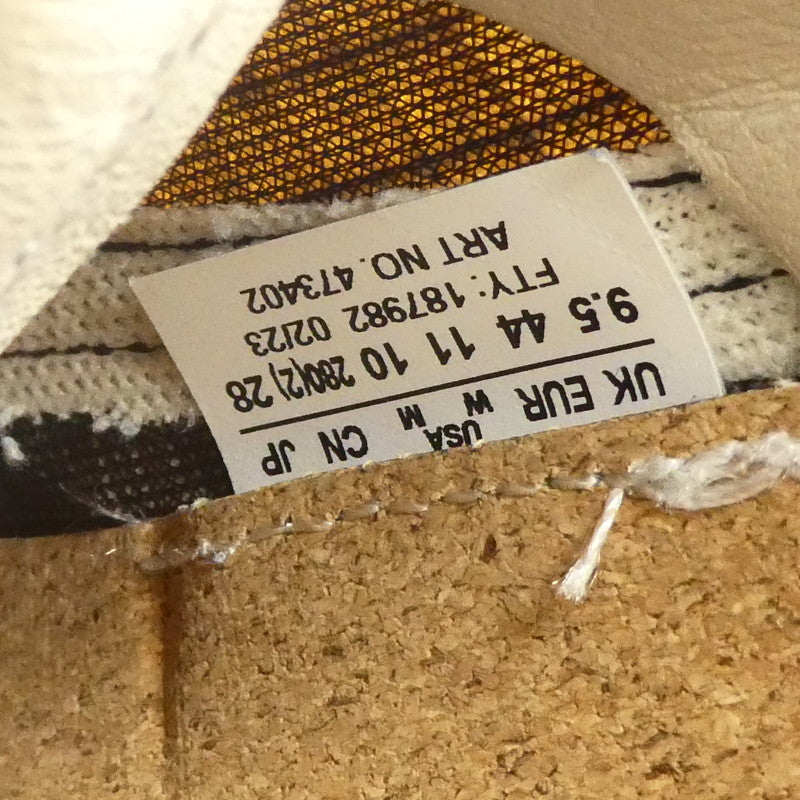 UK EUR USA CN JP
W M
9.5 44 11 10 280(2) 28
FTY: 187982 02/23
ART NO. 473402